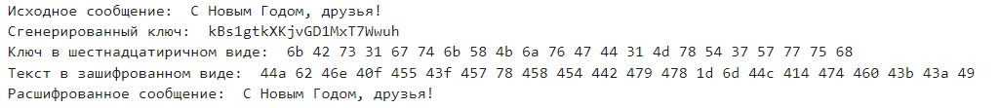 Исходное сообщение:  С Новым Годом, друзья!
Сгенерированный ключ:  kBs1gtkXKjvGD1MxT7Wwuh
Ключ в шестнадцатиричном виде:  6b 42 73 31 67 74 6b 58 4b 6a 76 47 44 31 4d 78 54 37 57 77 75 68
Текст в зашифрованном виде:  44a 62 46e 40f 455 43f 457 78 458 454 442 479 478 1d 6d 44c 414 474 460 43b 43a 49
Расшифрованное сообщение:  С Новым Годом, друзья!